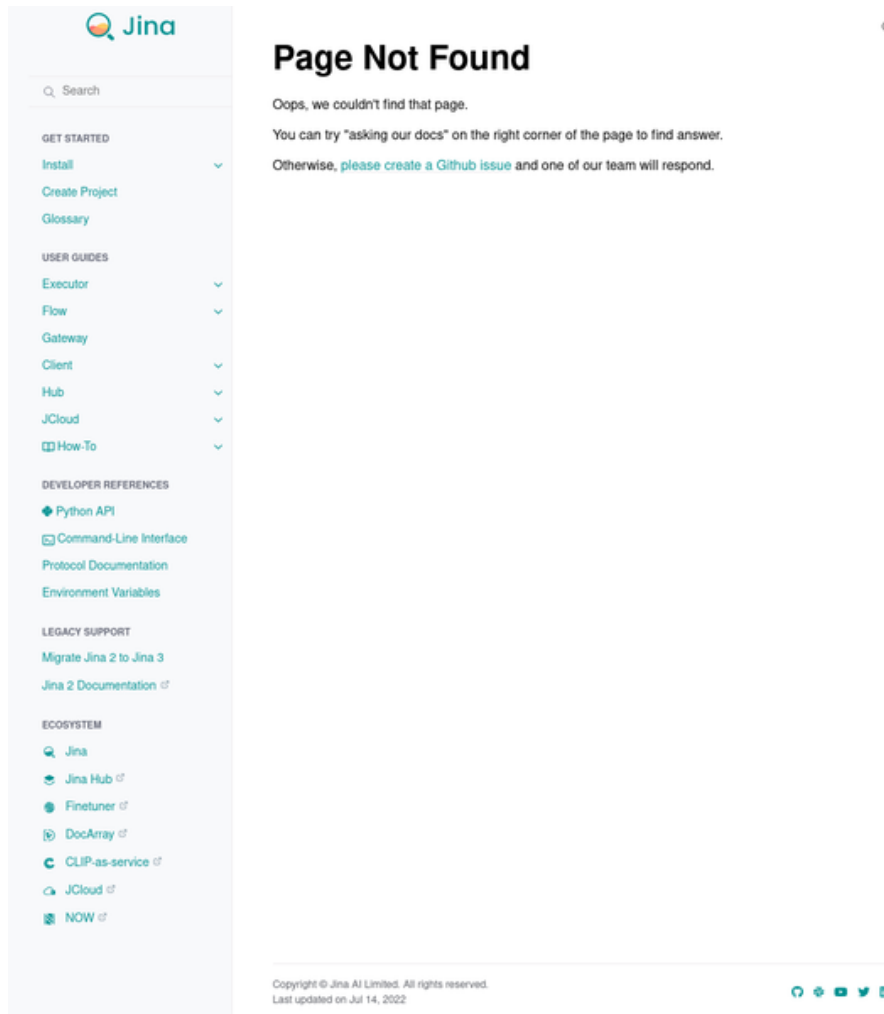 Jina
Search
GET STARTED
Install
Create Project
Glossary
USER GUIDES
Executor
Flow
Gateway
Client
Hub
JCloud
How-To
DEVELOPER REFERENCES
Python API
Command-Line Interface
Protocol Documentation
Environment Variables
LEGACY SUPPORT
Migrate Jina 2 to Jina 3
Jina 2 Documentation
ECOSYSTEM
Jina
Jina Hub
Finetuner
DocArray
CLIP-as-service
JCloud
NOW
Page Not Found
Oops, we couldn't find that page.
You can try "asking our docs" on the right corner of the page to find answer.
Otherwise, please create a Github issue and one of our team will respond.
Copyright © Jina AI Limited. All rights reserved.
Last updated on Jul 14, 2022